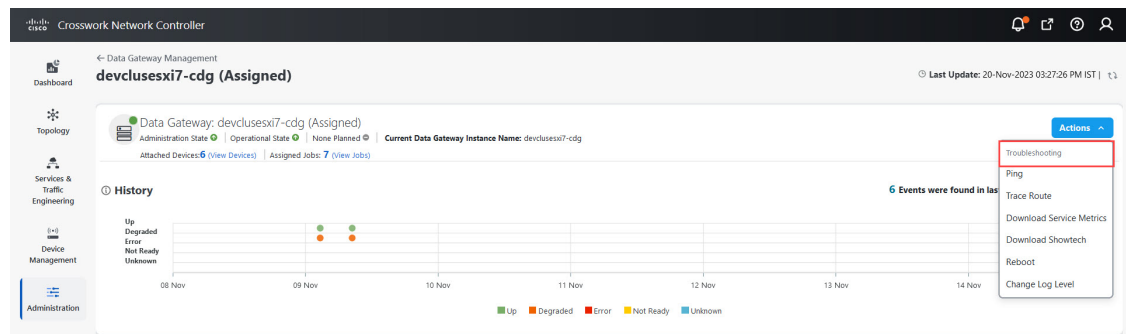 cisco Crosswork Network Controller
← Data Gateway Management
devclusesxi7-cdg (Assigned)
Last Update: 20-Nov-2023 03:27:26 PM IST |
Dashboard
Topology
Services &
Traffic
Engineering
Device
Management
Administration
Data Gateway: devclusesxi7-cdg (Assigned)
Administration State | Operational State | None Planned | Current Data Gateway Instance Name: devclusesxi7-cdg
Attached Devices:6 (View Devices) | Assigned Jobs: 7 (View Jobs)
Actions
Troubleshooting
Ping
Trace Route
Download Service Metrics
Download Showtech
Reboot
Change Log Level
History
6 Events were found in las
Up
Degraded
Error
Not Ready
Unknown
08 Nov 09 Nov 10 Nov 11 Nov 12 Nov 13 Nov 14 Nov
Up Degraded Error Not Ready Unknown